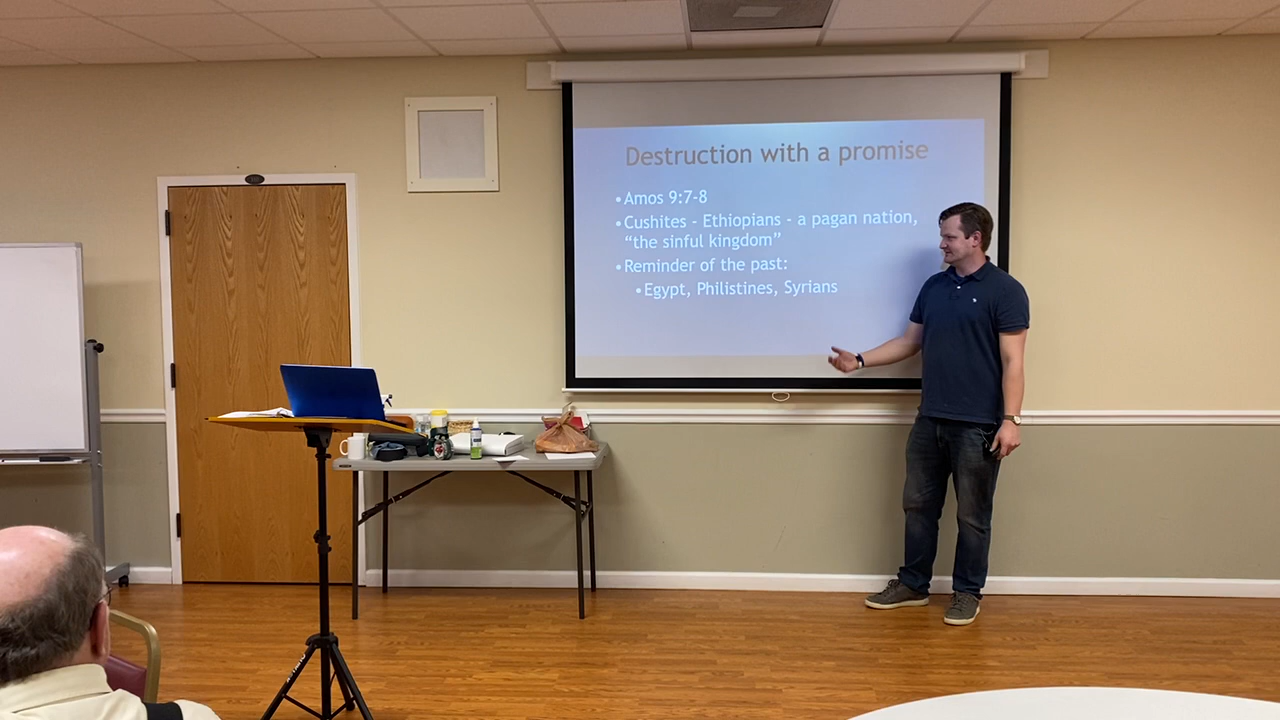 Destruction with a promise
• Amos 9:7-8
• Cushites - Ethiopians - a pagan nation,
“the sinful kingdom”
• Reminder of the past:
• Egypt, Philistines, Syrians